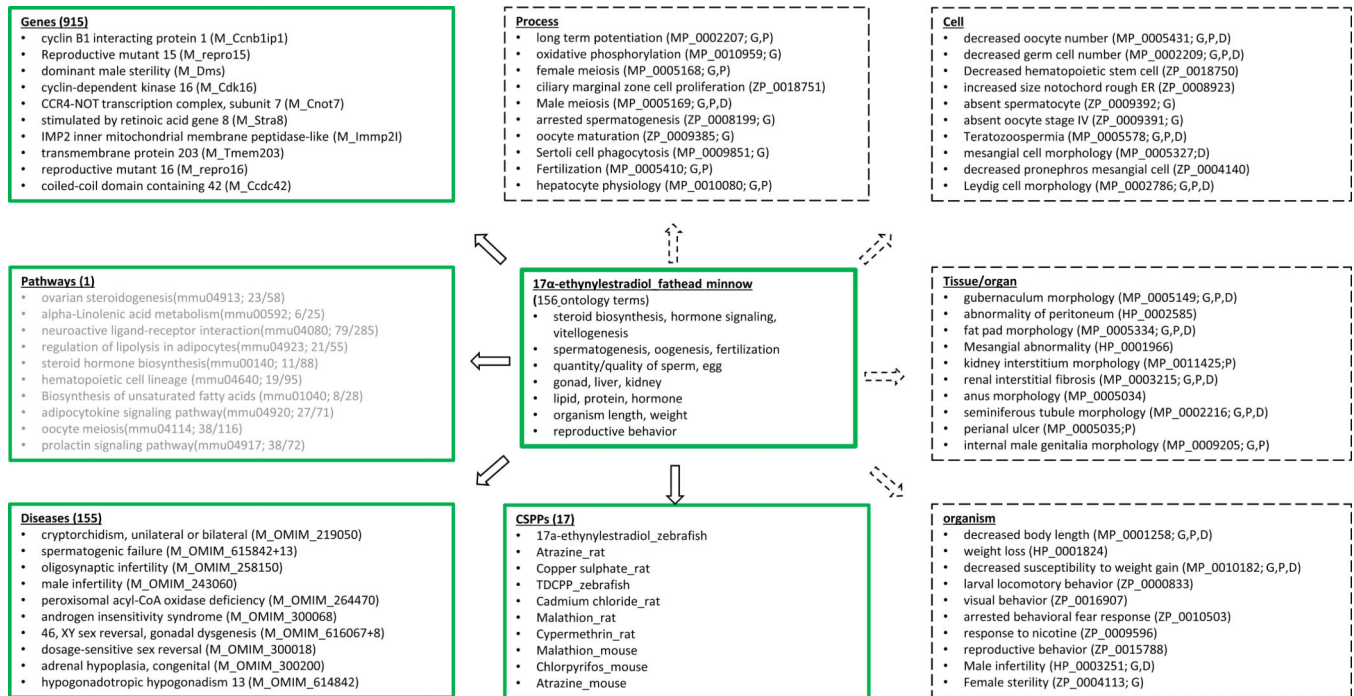 Genes (915)
• cyclin B1 interacting protein 1 (M_Ccnb1ip1)
• Reproductive mutant 15 (M_repro15)
• dominant male sterility (M_Dms)
• cyclin-dependent kinase 16 (M_Cdk16)
• CCR4-NOT transcription complex, subunit 7 (M_Cnot7)
• stimulated by retinoic acid gene 8 (M_Stra8)
• IMP2 inner mitochondrial membrane peptidase-like (M_Immp2l)
• transmembrane protein 203 (M_Tmem203)
• reproductive mutant 16 (M_repro16)
• coiled-coil domain containing 42 (M_Ccdc42)
Process
• long term potentiation (MP_0002207; G,P)
• oxidative phosphorylation (MP_0010959; G,P)
• female meiosis (MP_0005168; G,P)
• ciliary marginal zone cell proliferation (ZP_0018751)
• Male meiosis (MP_0005169; G,P,D)
• arrested spermatogenesis (ZP_0008199; G)
• oocyte maturation (ZP_0009385; G)
• Sertoli cell phagocytosis (MP_0009851; G)
• Fertilization (MP_0005410; G,P)
• hepatocyte physiology (MP_0010080; G,P)
Cell
• decreased oocyte number (MP_0005431; G,P,D)
• decreased germ cell number (MP_0002209; G,P,D)
• Decreased hematopoietic stem cell (ZP_0018750)
• increased size notochord rough ER (ZP_0008923)
• absent spermatocyte (ZP_0009392; G)
• absent oocyte stage IV (ZP_0009391; G)
• Teratozoospermia (MP_0005578; G,P,D)
• mesangial cell morphology (MP_0005327;D)
• decreased pronephros mesangial cell (ZP_0004140)
• Leydig cell morphology (MP_0002786; G,P,D)
Pathways (1)
• ovarian steroidogenesis(mmu04913; 23/58)
• alpha-Linolenic acid metabolism(mmu00592; 6/25)
• neuroactive ligand-receptor interaction(mmu04080; 79/285)
• regulation of lipolysis in adipocytes(mmu04923; 21/55)
• steroid hormone biosynthesis(mmu00140; 11/88)
• hematopoietic cell lineage (mmu04640; 19/95)
• Biosynthesis of unsaturated fatty acids (mmu01040; 8/28)
• adipocytokine signaling pathway(mmu04920; 27/71)
• oocyte meiosis(mmu04114; 38/116)
• prolactin signaling pathway(mmu04917; 38/72)
17α-ethynylestradiol_fathead minnow
(156 ontology terms)
• steroid biosynthesis, hormone signaling,
vitellogenesis
• spermatogenesis, oogenesis, fertilization
• quantity/quality of sperm, egg
• gonad, liver, kidney
• lipid, protein, hormone
• organism length, weight
• reproductive behavior
Tissue/organ
• gubernaculum morphology (MP_0005149; G,P,D)
• abnormality of peritoneum (HP_0002585)
• fat pad morphology (MP_0005334; G,P,D)
• Mesangial abnormality (HP_0001966)
• kidney interstitium morphology (MP_0011425;P)
• renal interstitial fibrosis (MP_0003215; G,P,D)
• anus morphology (MP_0005034)
• seminiferous tubule morphology (MP_0002216; G,P,D)
• perianal ulcer (MP_0005035;P)
• internal male genitalia morphology (MP_0009205; G,P)
Diseases (155)
• cryptorchidism, unilateral or bilateral (M_OMIM_219050)
• spermatogenic failure (M_OMIM_615842+13)
• oligosynaptic infertility (M_OMIM_258150)
• male infertility (M_OMIM_243060)
• peroxisomal acyl-CoA oxidase deficiency (M_OMIM_264470)
• androgen insensitivity syndrome (M_OMIM_300068)
• 46, XY sex reversal, gonadal dysgenesis (M_OMIM_616067+8)
• dosage-sensitive sex reversal (M_OMIM_300018)
• adrenal hypoplasia, congenital (M_OMIM_300200)
• hypogonadotropic hypogonadism 13 (M_OMIM_614842)
CSPPs (17)
• 17a-ethynylestradiol_zebrafish
• Atrazine_rat
• Copper sulphate_rat
• TDCPP_zebrafish
• Cadmium chloride_rat
• Malathion_rat
• Cypermethrin_rat
• Malathion_mouse
• Chlorpyrifos_mouse
• Atrazine_mouse
organism
• decreased body length (MP_0001258; G,P,D)
• weight loss (HP_0001824)
• decreased susceptibility to weight gain (MP_0010182; G,P,D)
• larval locomotory behavior (ZP_0000833)
• visual behavior (ZP_0016907)
• arrested behavioral fear response (ZP_0010503)
• response to nicotine (ZP_0009596)
• reproductive behavior (ZP_0015788)
• Male infertility (HP_0003251; G,D)
• Female sterility (ZP_0004113; G)